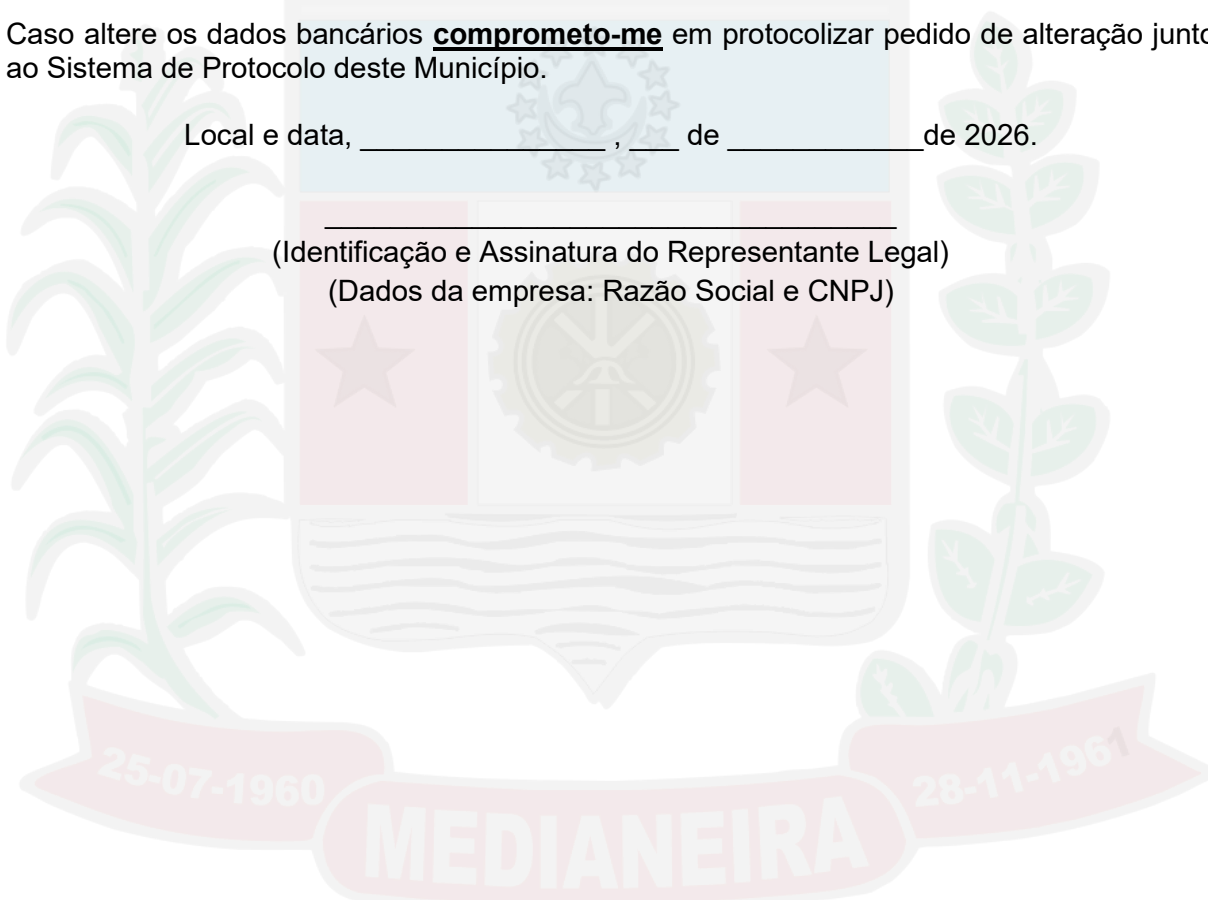 Caso altere os dados bancários comprometo-me em protocolizar pedido de alteração junto
ao Sistema de Protocolo deste Município.
Local e data, _______________ , ___ de ____________de 2026.
___________________________________
(Identificação e Assinatura do Representante Legal)
(Dados da empresa: Razão Social e CNPJ)
25-07-1960
28-11-1961
MEDIANEIRA